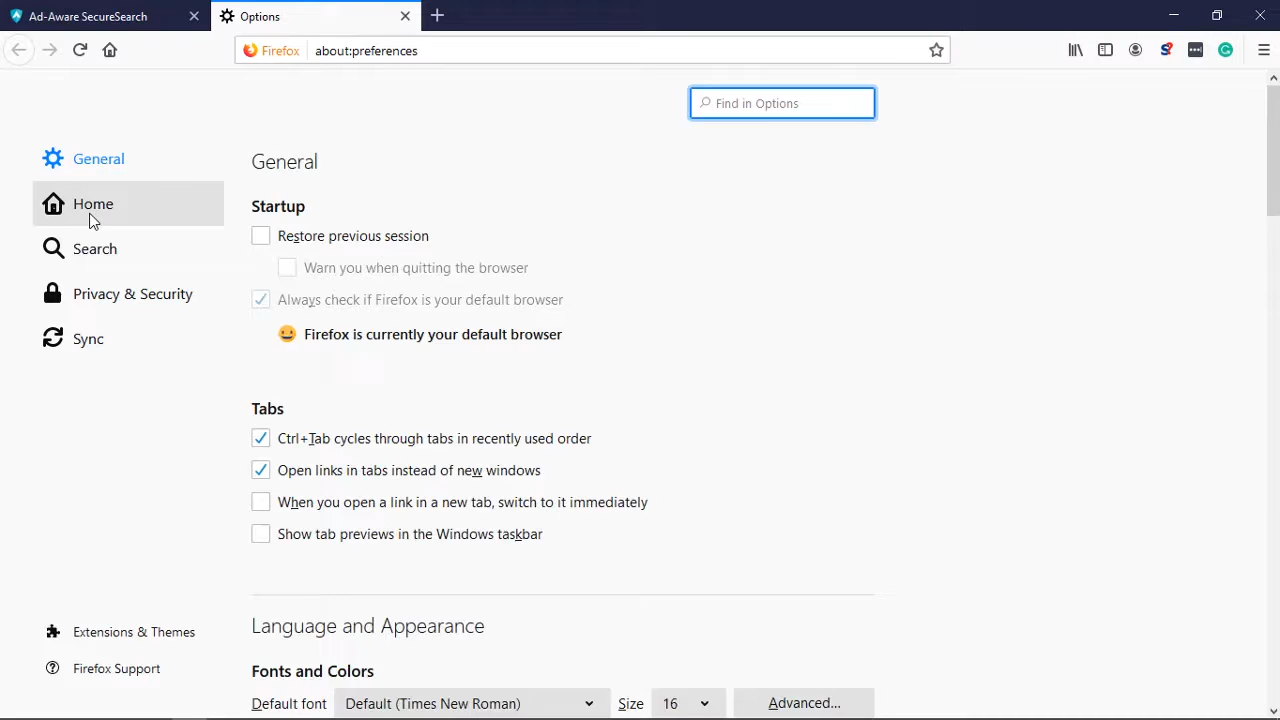 Ad-Aware SecureSearch
Options
Firefox
about:preferences
Find in Options
General
Home
Search
Privacy & Security
Sync
Extensions & Themes
Firefox Support
General
Startup
Restore previous session
Warn you when quitting the browser
Always check if Firefox is your default browser
Firefox is currently your default browser
Tabs
Ctrl+Tab cycles through tabs in recently used order
Open links in tabs instead of new windows
When you open a link in a new tab, switch to it immediately
Show tab previews in the Windows taskbar
Language and Appearance
Fonts and Colors
Default font Default (Times New Roman) Size 16 Advanced...